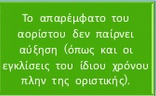 Το απαρέμφατο του
αορίστου δεν παίρνει
αύξηση (όπως και οι
εγκλίσεις του ίδιου χρόνου
πλην της οριστικής).